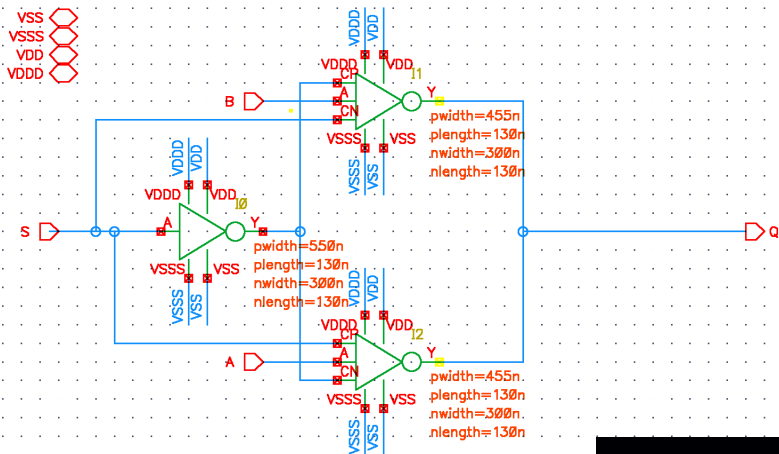 VSS
VSSS
VDD
VDDD
VDDD
VDD
VDDD
VDD
I1
CP
A
CN
Y
B
VSSS
VSS
VSSS
VSS
pwidth=455n
plength=130n
nwidth=300n
nlength=130n
VDDD
VDD
VDDD
VDD
I0
S
A
Y
VSSS
VSS
VSSS
VSS
pwidth=550n
plength=130n
nwidth=300n
nlength=130n
Q
VDDD
VDD
VDDD
VDD
I2
CP
A
CN
Y
A
VSSS
VSS
VSSS
VSS
pwidth=455n
plength=130n
nwidth=300n
nlength=130n